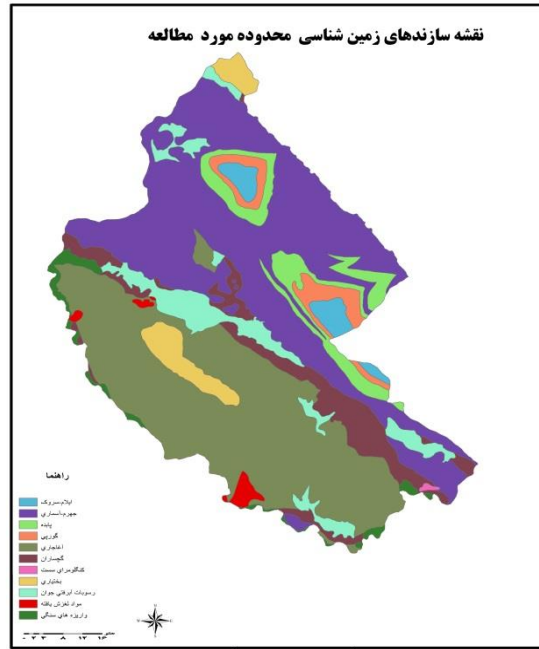 نقشه سازندهای زمین شناسی محدوده مورد مطالعه
راهنما
ایلام-سروک
جهرم-آسماری
پابده
گورپی
آغاجاری
گچساران
کنگلومرای سست
بختیاری
رسوبات آبرفتی جوان
مواد لغزش یافته
واریزه های سنگی